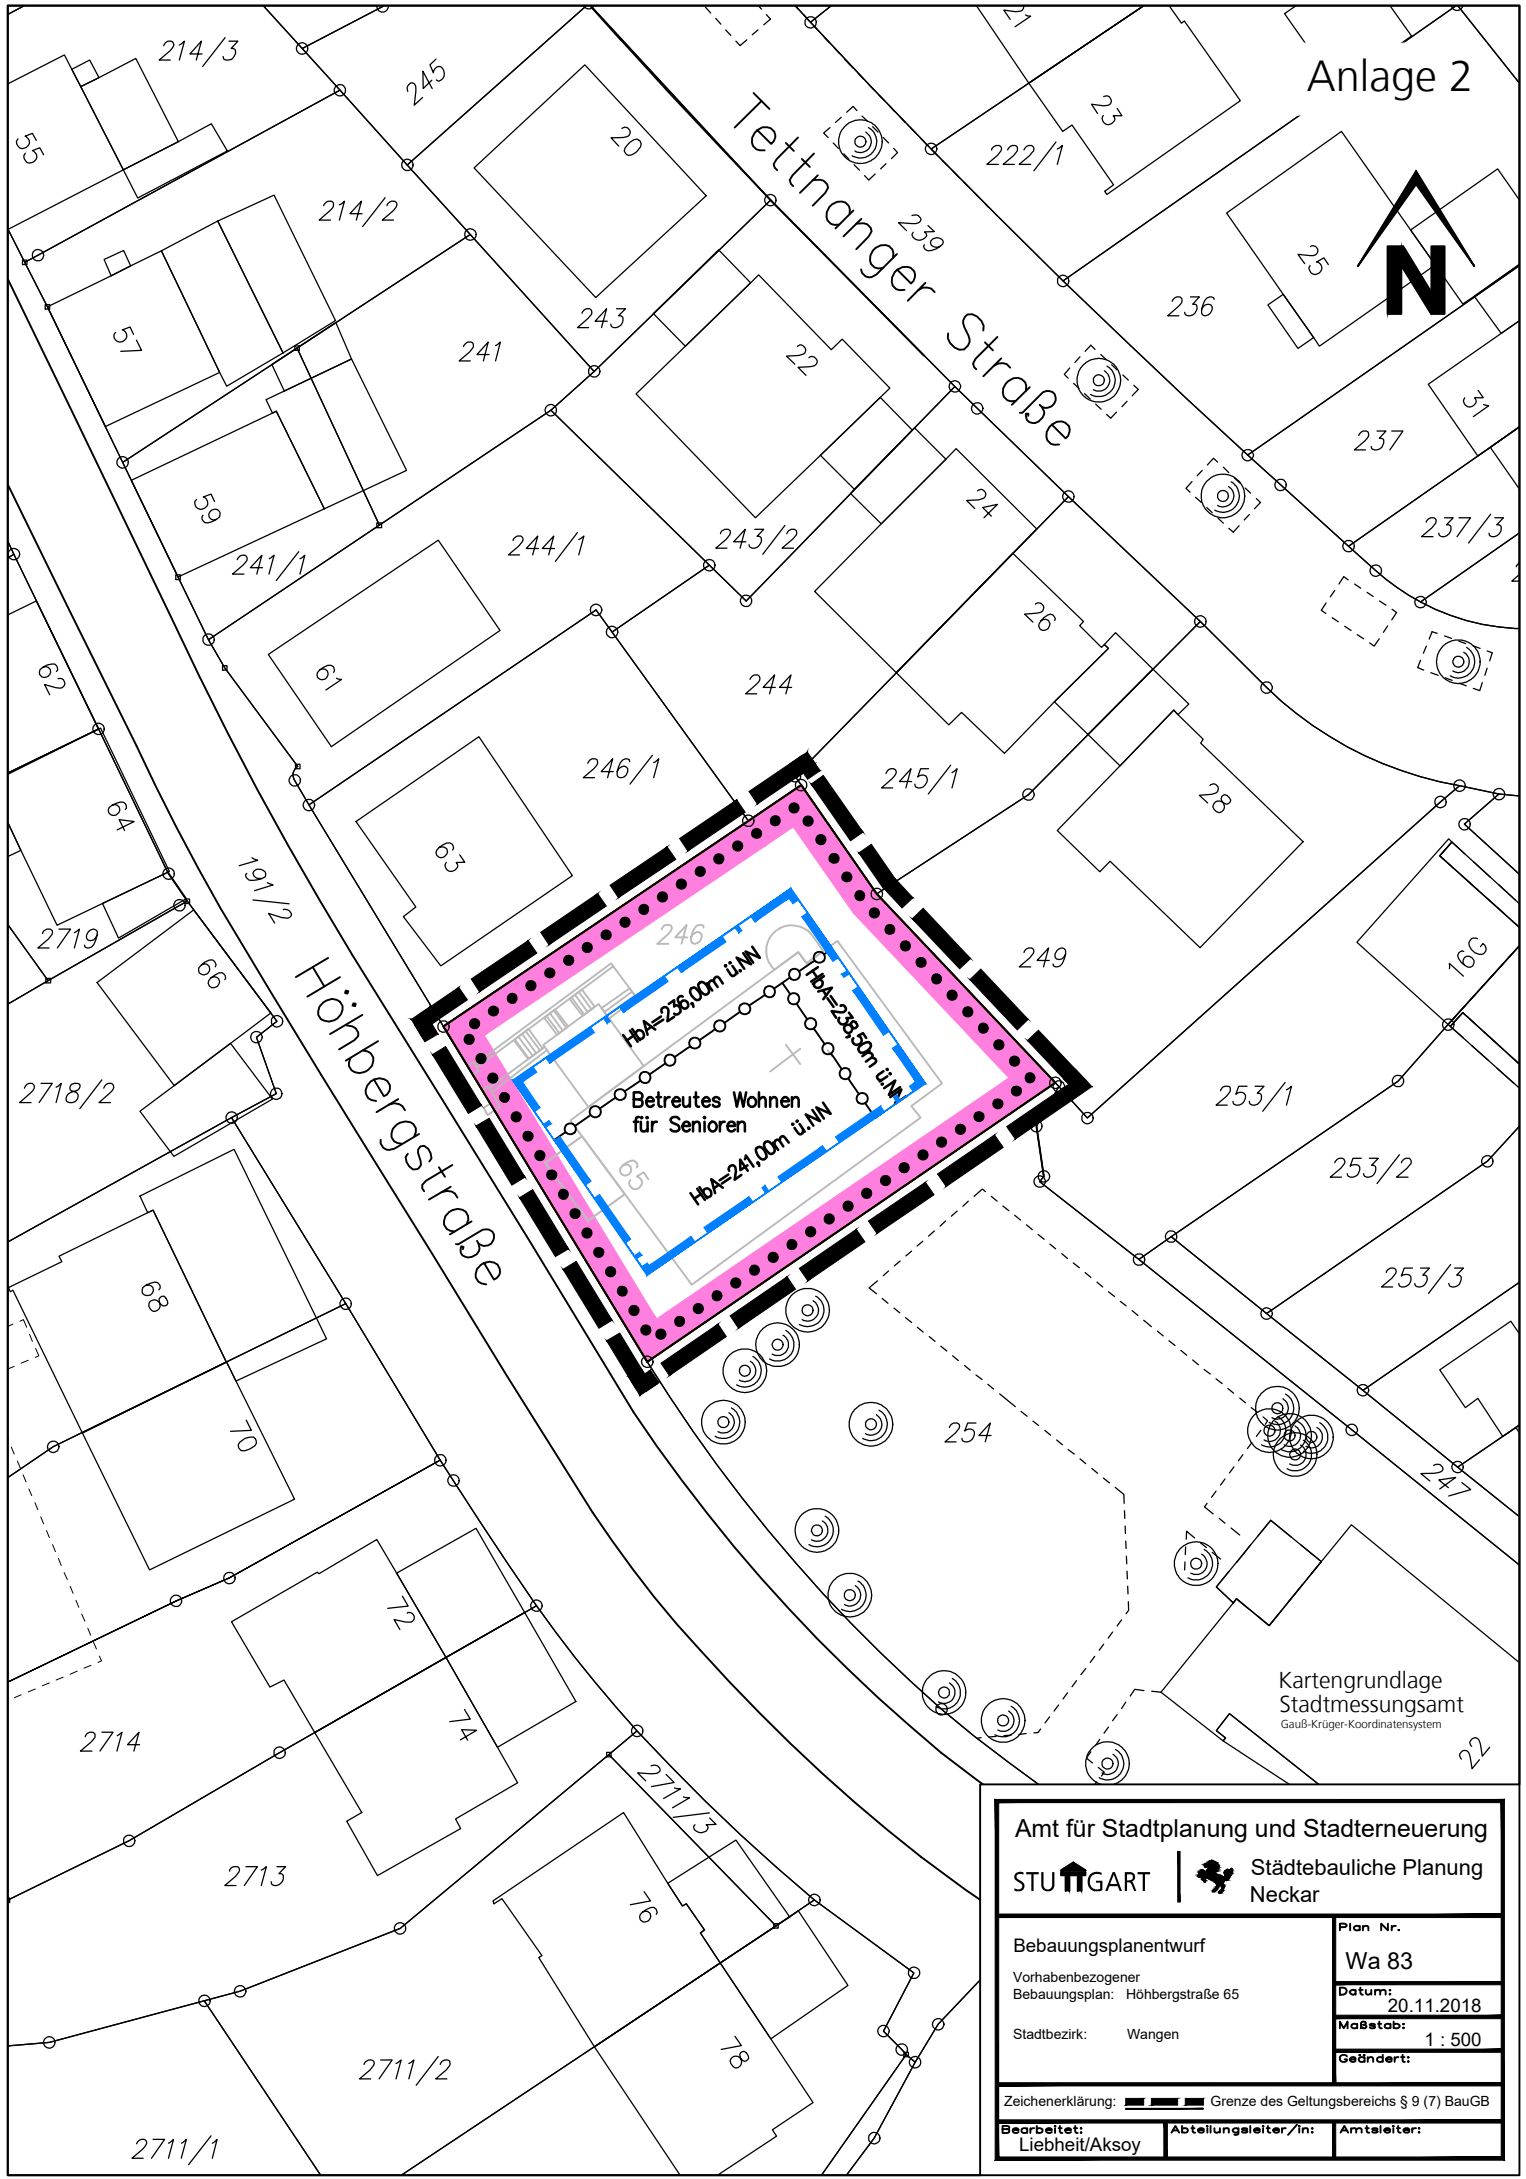 Anlage 2
214/3
245
21
23
55
20
Tettnanger Straße
222/1
214/2
239
25
N
57
243
241
236
22
31
237
59
24
237/3
241/1
244/1
243/2
26
62
61
244
246/1
245/1
28
64
63
191/2
2719
246
249
66
16G
HbA=236,00m ü.NN
HbA=238,50m ü.NN
Höhbergstraße
2718/2
Betreutes Wohnen
für Senioren
HbA=241,00m ü.NN
65
253/1
253/2
68
253/3
70
254
247
72
74
2714
Kartengrundlage
Stadtmessungsamt
Gauß-Krüger-Koordinatensystem
22
2711/3
2713
76
78
2711/2
2711/1
Amt für Stadtplanung und Stadterneuerung
STUTTGART
Städtebauliche Planung
Neckar
Bebauungsplanentwurf
Vorhabenbezogener
Bebauungsplan: Höhbergstraße 65
Stadtbezirk: Wangen
Plan Nr.
Wa 83
Datum:
20.11.2018
Maßstab:
1 : 500
Geändert:
Zeichenerklärung: Grenze des Geltungsbereichs § 9 (7) BauGB
Bearbeitet:
Liebheit/Aksoy
Abteilungsleiter/in:
Amtsleiter: